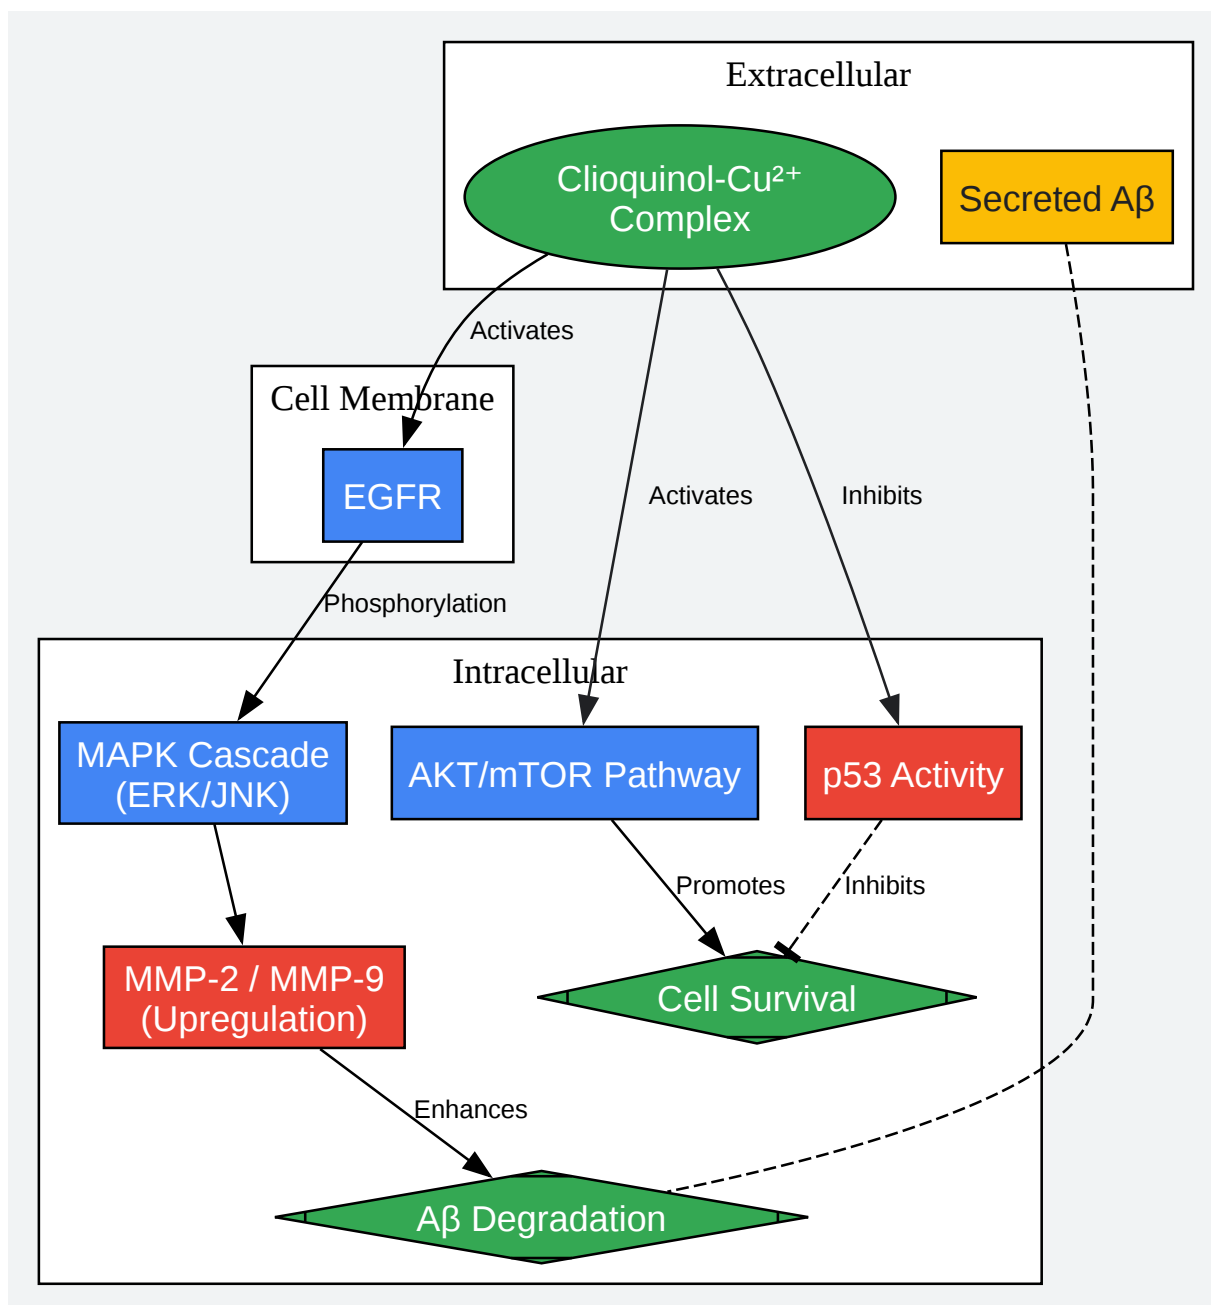 Extracellular
Clioquinol-Cu²⁺
Complex
Secreted Aβ
Activates
Cell Membrane
EGFR
Activates
Inhibits
Phosphorylation
Intracellular
MAPK Cascade
(ERK/JNK)
AKT/mTOR Pathway
p53 Activity
Promotes
Inhibits
MMP-2 / MMP-9
(Upregulation)
Cell Survival
Enhances
Aβ Degradation